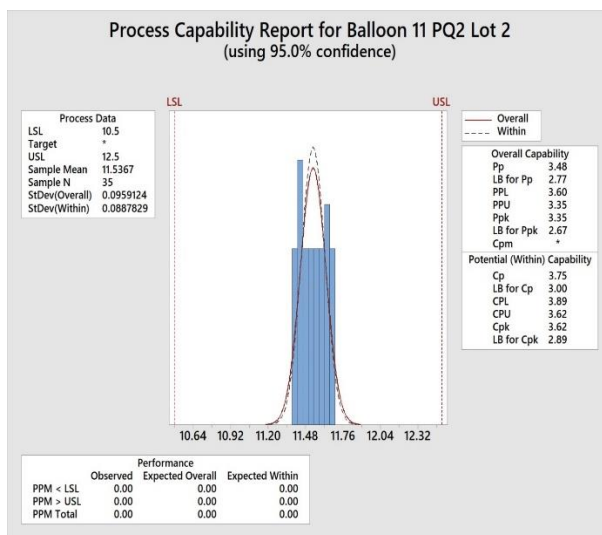 Process Capability Report for Balloon 11 PQ2 Lot 2
(using 95.0% confidence)
LSL USL
Process Data
LSL 10.5
Target *
USL 12.5
Sample Mean 11.5367
Sample N 35
StDev(Overall) 0.0959124
StDev(Within) 0.0887829
Overall
Within
Overall Capability
Pp 3.48
LB for Pp 2.77
PPL 3.60
PPU 3.35
Ppk 3.35
LB for Ppk 2.67
Cpm *
Potential (Within) Capability
Cp 3.75
LB for Cp 3.00
CPL 3.89
CPU 3.62
Cpk 3.62
LB for Cpk 2.89
10.64 10.92 11.20 11.48 11.76 12.04 12.32
Performance
Observed Expected Overall Expected Within
PPM < LSL 0.00 0.00 0.00
PPM > USL 0.00 0.00 0.00
PPM Total 0.00 0.00 0.00